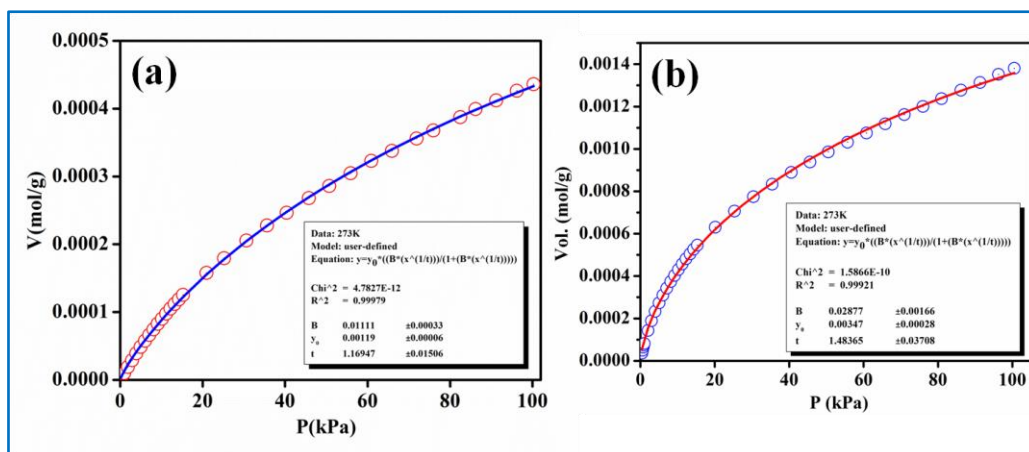 (a)
V(mol/g)
0.0005
0.0004
0.0003
0.0002
0.0001
0.0000
0 20 40 60 80 100
P(kPa)
Data: 273K
Model: user-defined
Equation: y=y0*((B*(x^(1/t)))/(1+(B*(x^(1/t)))))
Chi^2 = 4.7827E-12
R^2 = 0.99979
B 0.01111 ±0.00033
y₀ 0.00119 ±0.00006
t 1.16947 ±0.01506
(b)
Vol. (mol/g)
0.0014
0.0012
0.0010
0.0008
0.0006
0.0004
0.0002
0.0000
0 20 40 60 80 100
P (kPa)
Data: 273K
Model: user-defined
Equation: y=y0*((B*(x^(1/t)))/(1+(B*(x^(1/t)))))
Chi^2 = 1.5866E-10
R^2 = 0.99921
B 0.02877 ±0.00166
y₀ 0.00347 ±0.00028
t 1.48365 ±0.03708